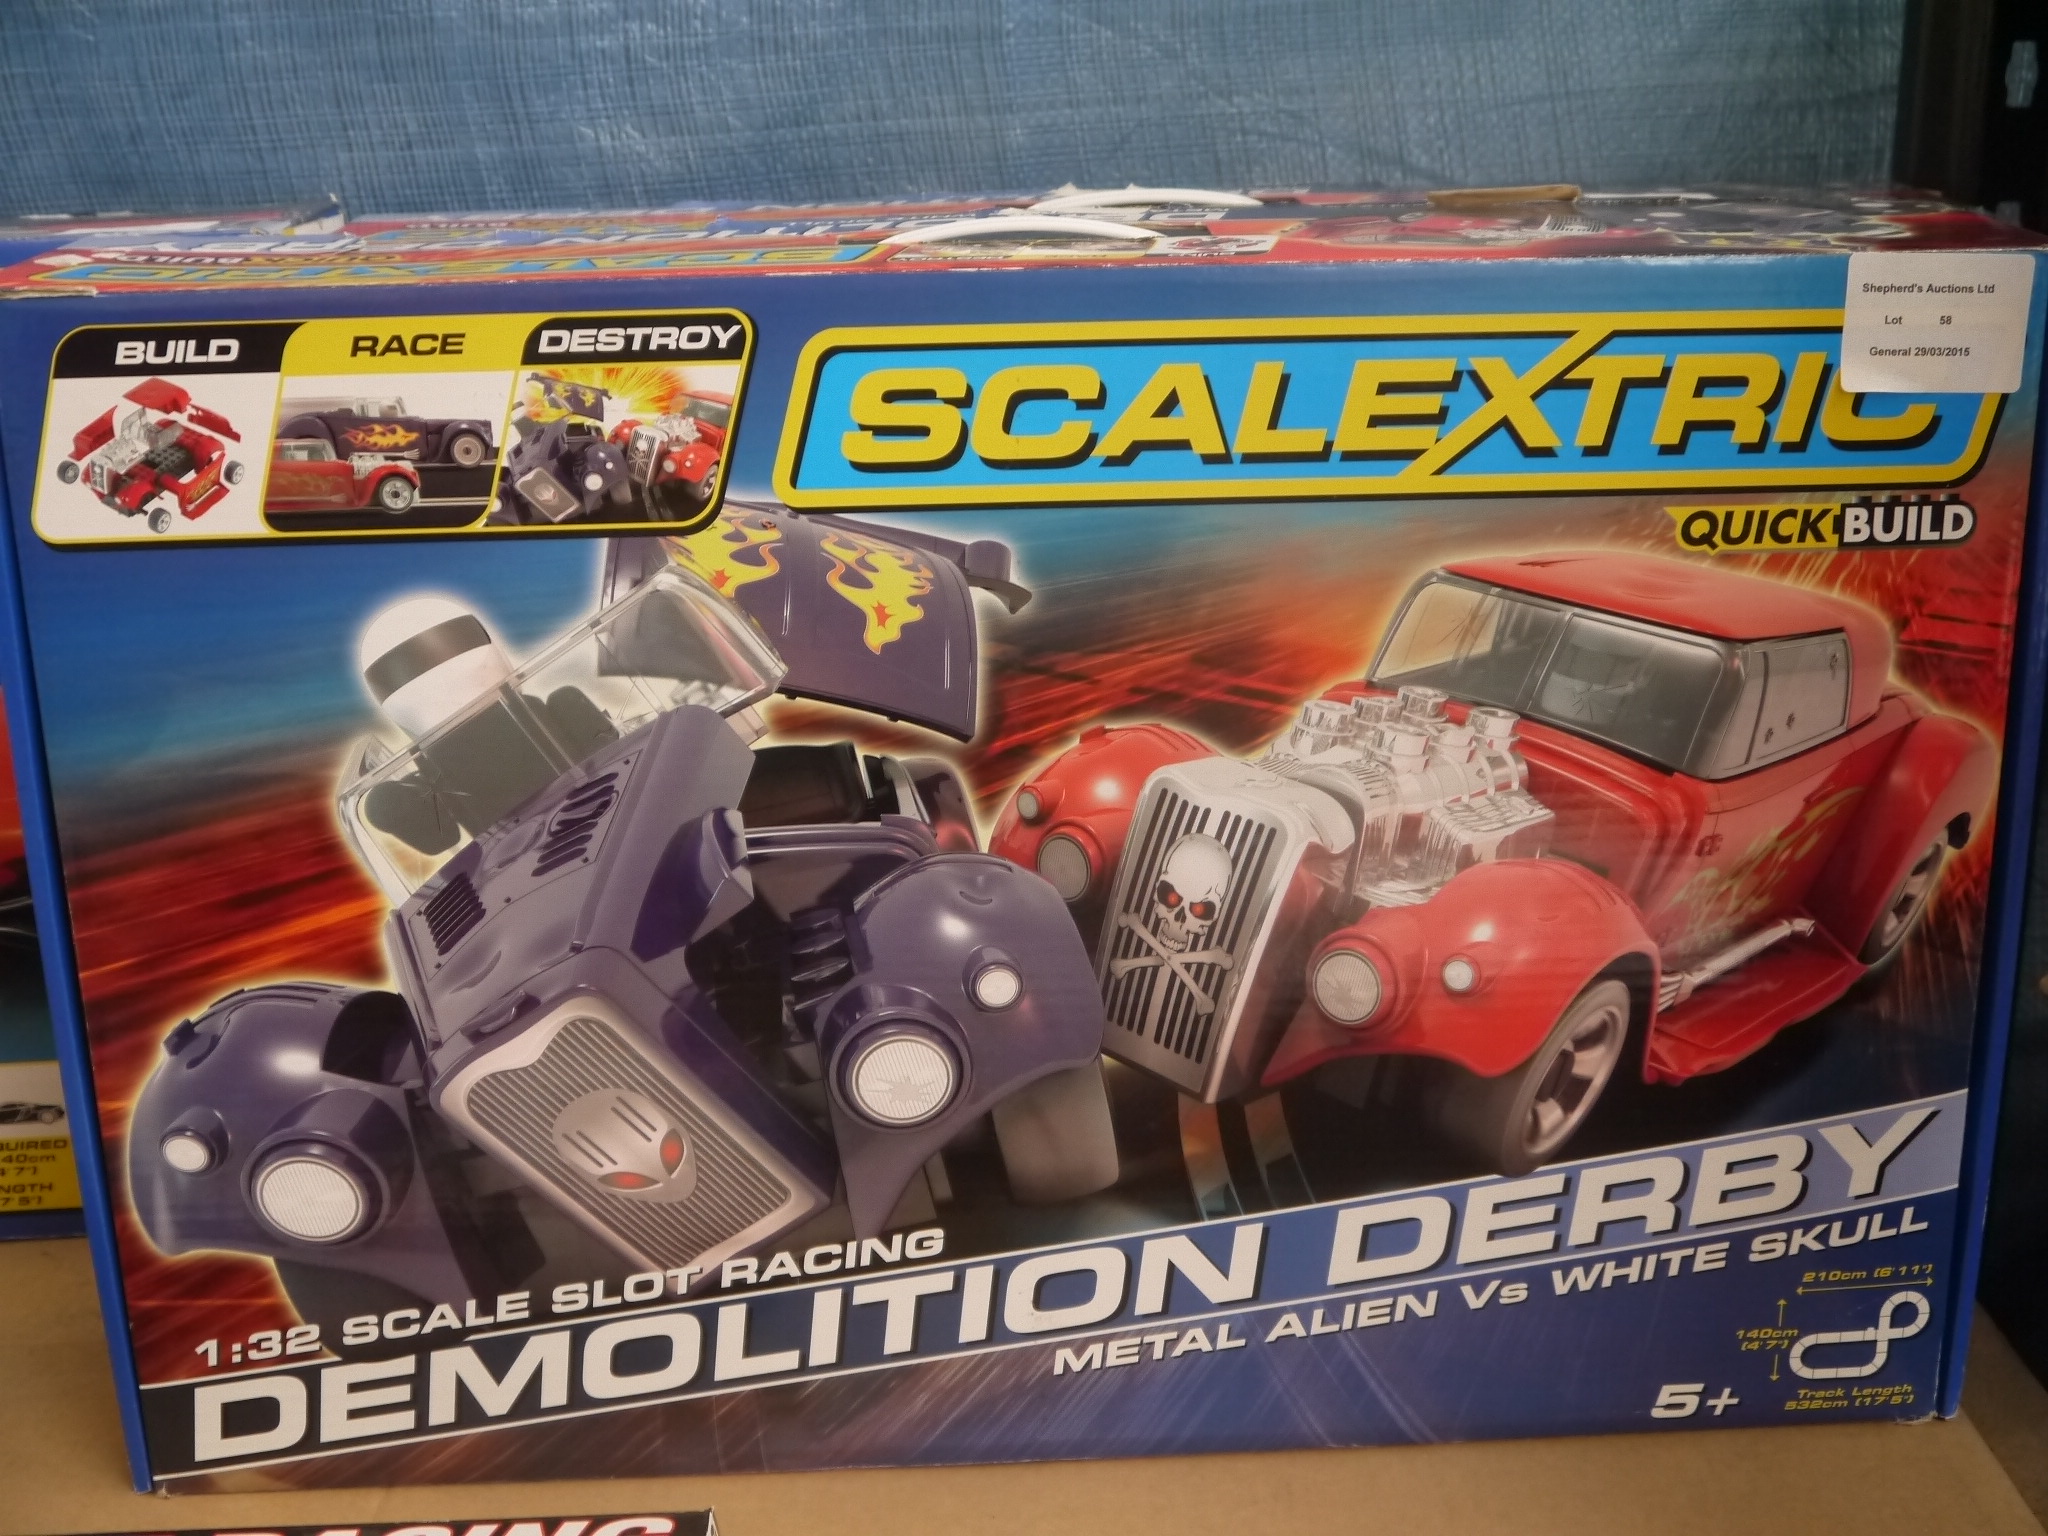 Shepherd's Auctions Ltd
Lot 58
General 29/03/2015
BUILD RACE DESTROY
SCALEXTRIC
QUICK BUILD
1:32 SCALE SLOT RACING
DEMOLITION DERBY
METAL ALIEN Vs WHITE SKULL
210cm (6'11")
140cm
(4'7")
5+
Track Length
532cm (17'5")
40cm
RACING